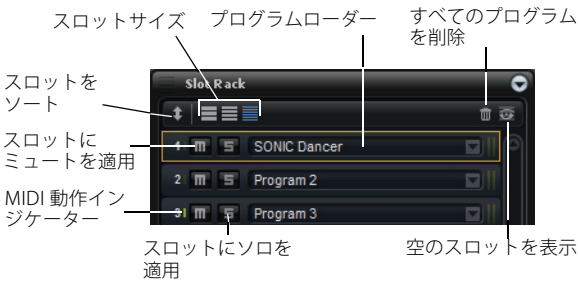 スロットサイズ
プログラムローダー
すべてのプログラム
を削除
スロットを
ソート
Slot Rack
スロットに
ミュートを適用
4 m S SONIC Dancer
2 m S Program 2
MIDI 動作イン
ジケーター
3 m S Program 3
スロットにソロを
適用
空のスロットを表示